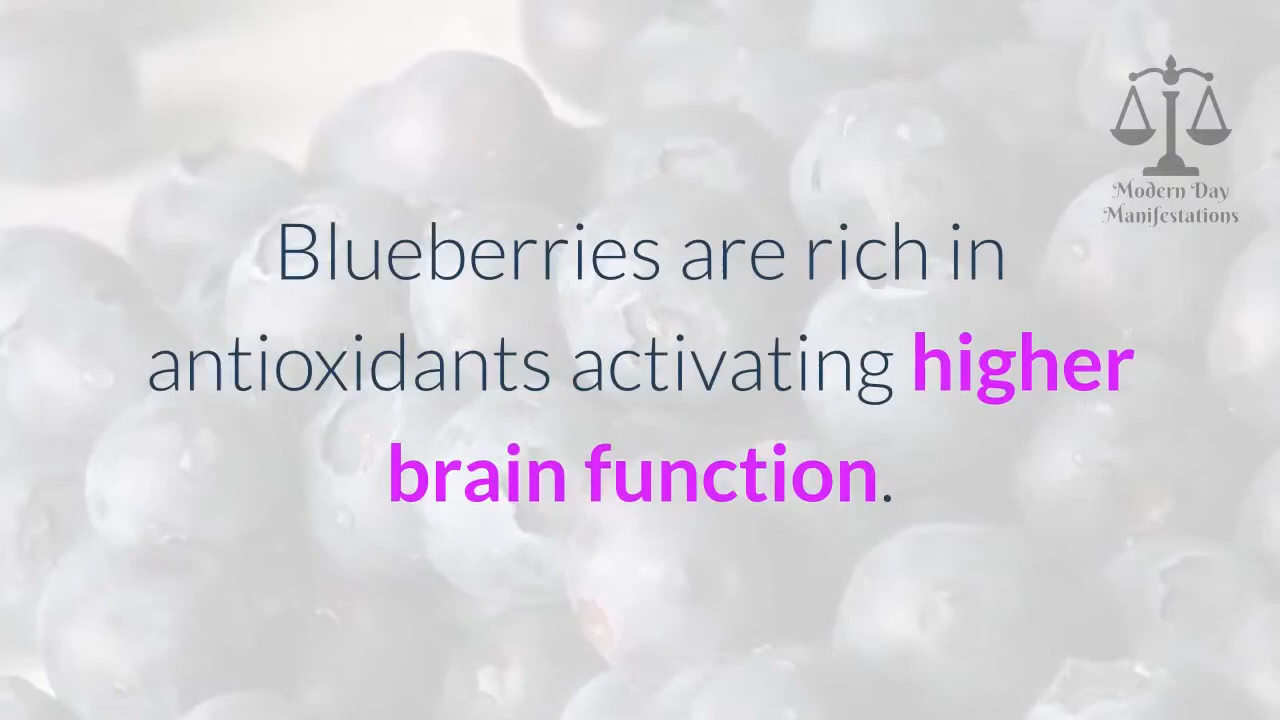 Modern Day
Manifestations
Blueberries are rich in
antioxidants activating higher
brain function.